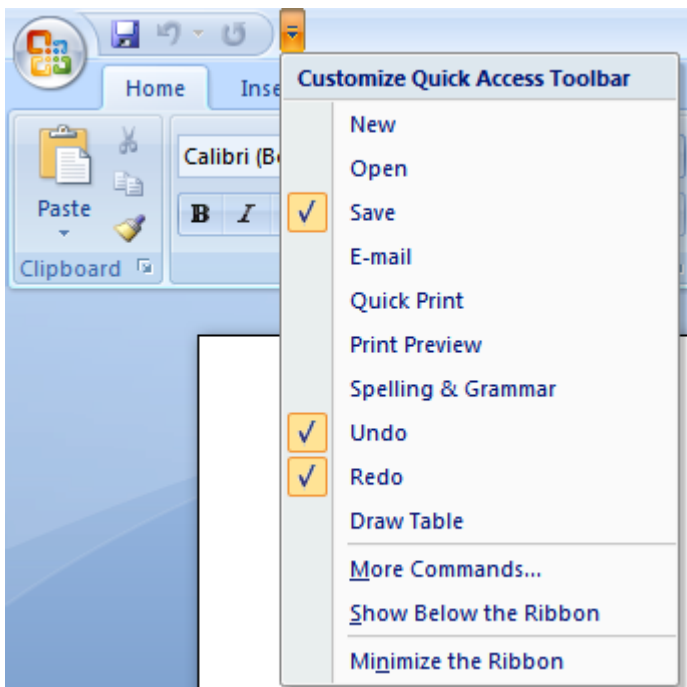 Home Inse
Customize Quick Access Toolbar
New
Open
Save
E-mail
Quick Print
Print Preview
Spelling & Grammar
Undo
Redo
Draw Table
More Commands...
Show Below the Ribbon
Minimize the Ribbon
Calibri (Bo
Paste
B I
Clipboard